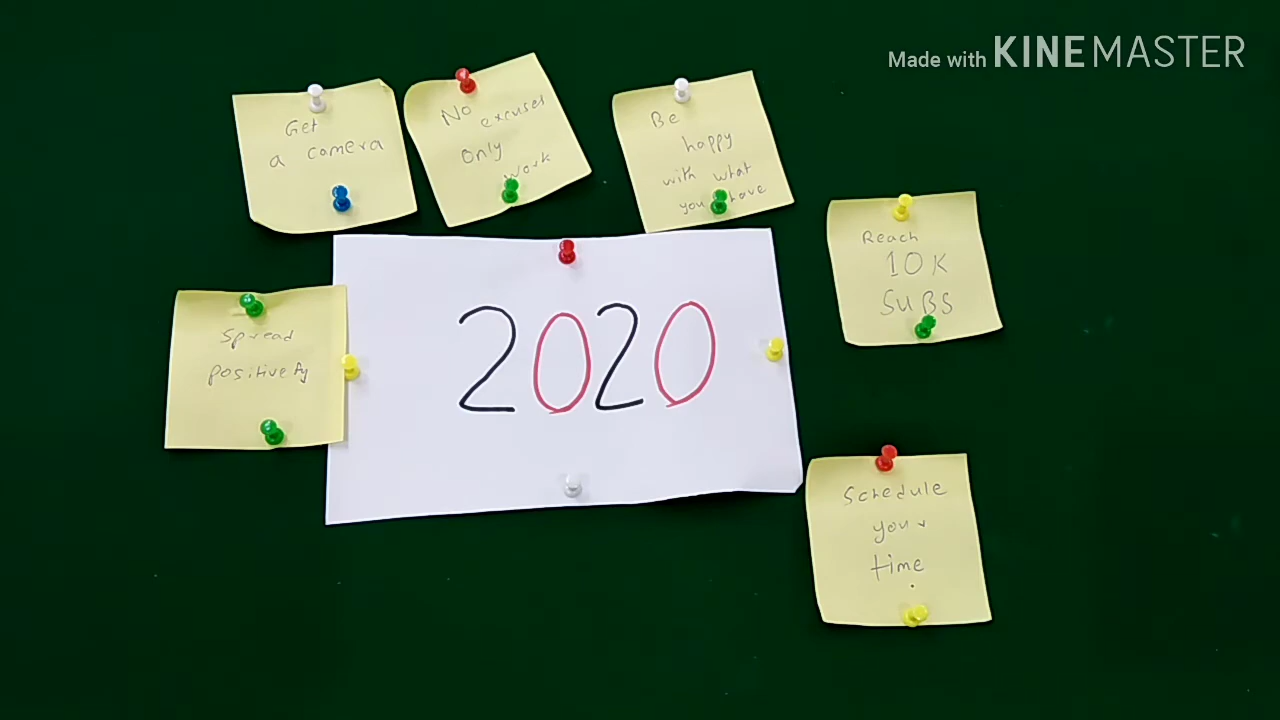 Made with KINEMASTER
Get
a camera
No
excuses
only
work
Be
happy
with what
you have
Reach
10K
SUBS
Spread
positivety
2020
Schedule
your
time